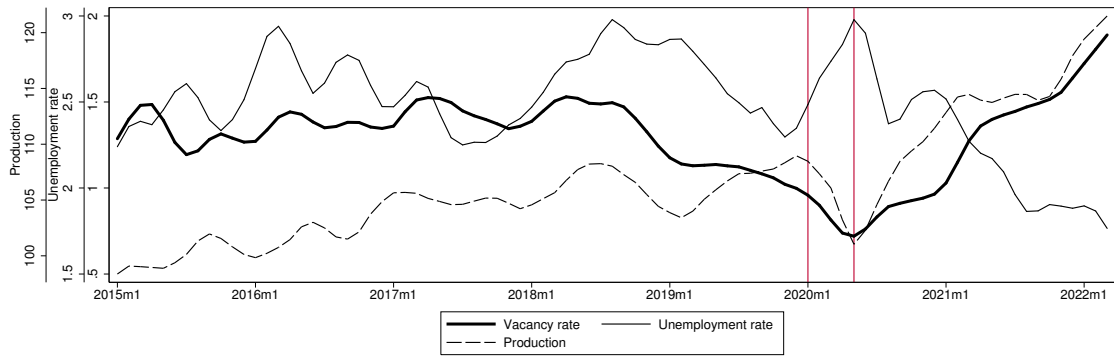 Production
100 105 110 115 120
Unemployment rate
1.5 2 2.5 3
.5 1 1.5 2
2015m1 2016m1 2017m1 2018m1 2019m1 2020m1 2021m1 2022m1
Vacancy rate Unemployment rate
Production